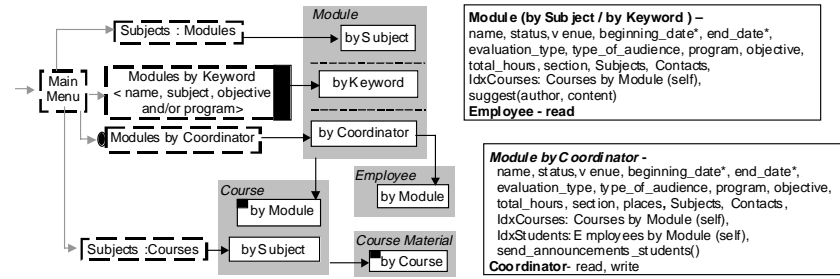 Module
Subjects : Modules
by Subject
Main
Menu
Modules by Keyword
< name, subject, objective
and/or program>
by Keyword
Modules by Coordinator
by Coordinator
Employee
by Module
Course
by Module
Subjects :Courses
by Subject
Course Material
by Course
Module (by Subject / by Keyword ) –
name, status, v enue, beginning_date*, end_date*,
evaluation_type, type_of_audience, program, objective,
total_hours, section, Subjects, Contacts,
IdxCourses: Courses by Module (self),
suggest(author, content)
Employee - read
Module by Coordinator -
name, status, v enue, beginning_date*, end_date*,
evaluation_type, type_of_audience, program, objective,
total_hours, section, places, Subjects, Contacts,
IdxCourses: Courses by Module (self),
IdxStudents: E mployees by Module (self),
send_announcements_students()
Coordinator- read, write